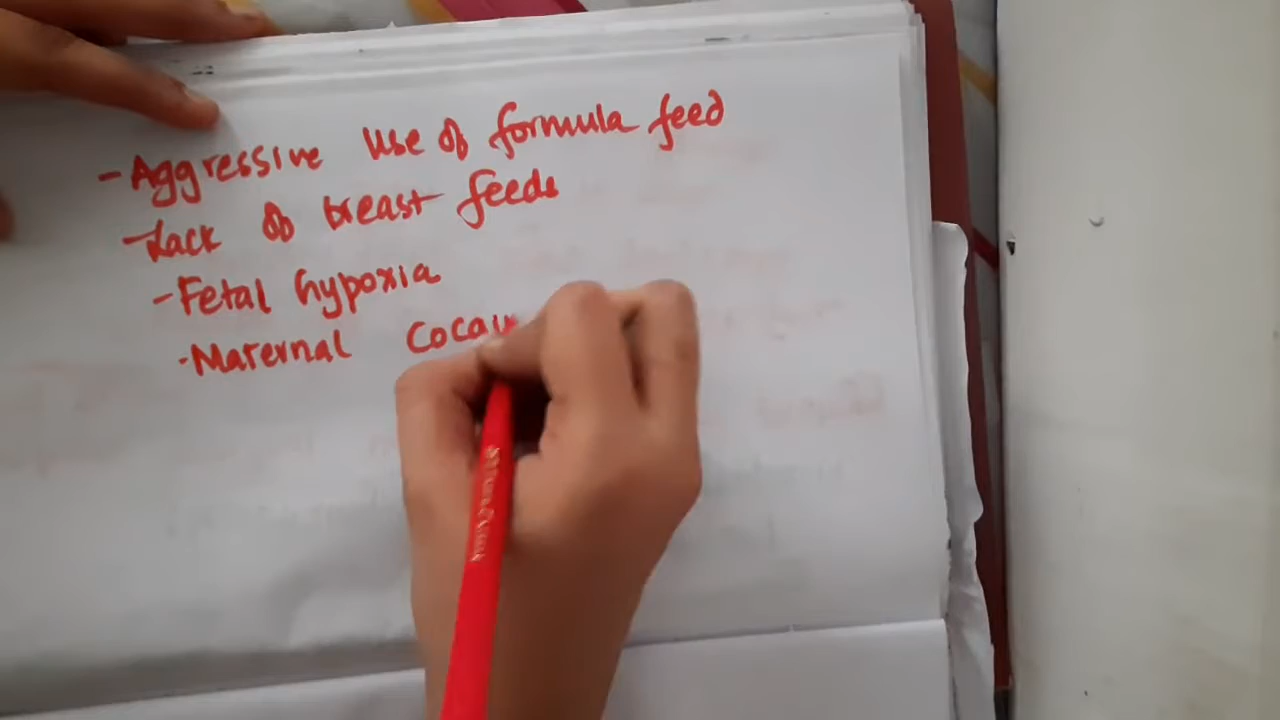 -Aggressive use of formula feed
-Lack of breast feeds
-Fetal hypoxia
-Maternal